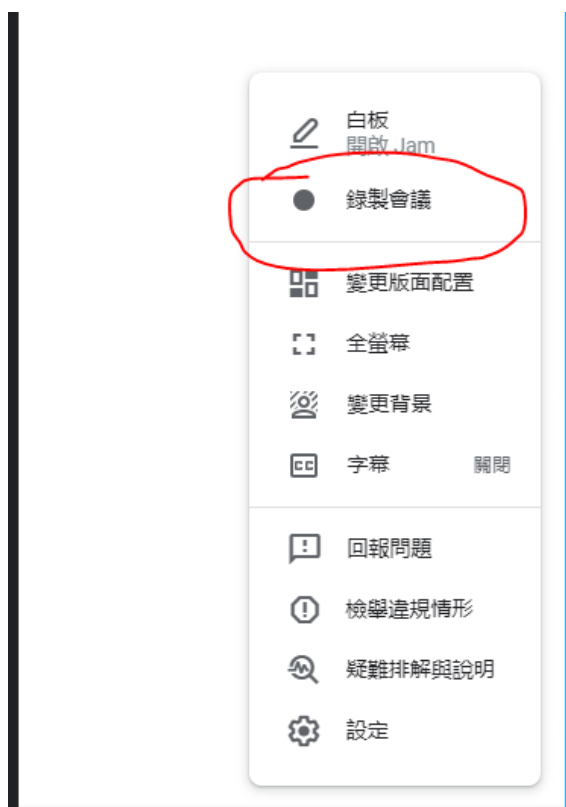 白板
開啟 Jam
錄製會議
變更版面配置
全螢幕
變更背景
字幕 關閉
回報問題
檢舉違規情形
疑難排解與說明
設定